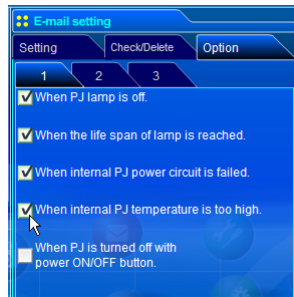 E-mail setting
Setting Check/Delete Option
1 2 3
When PJ lamp is off.
When the life span of lamp is reached.
When internal PJ power circuit is failed.
When internal PJ temperature is too high.
When PJ is turned off with
power ON/OFF button.